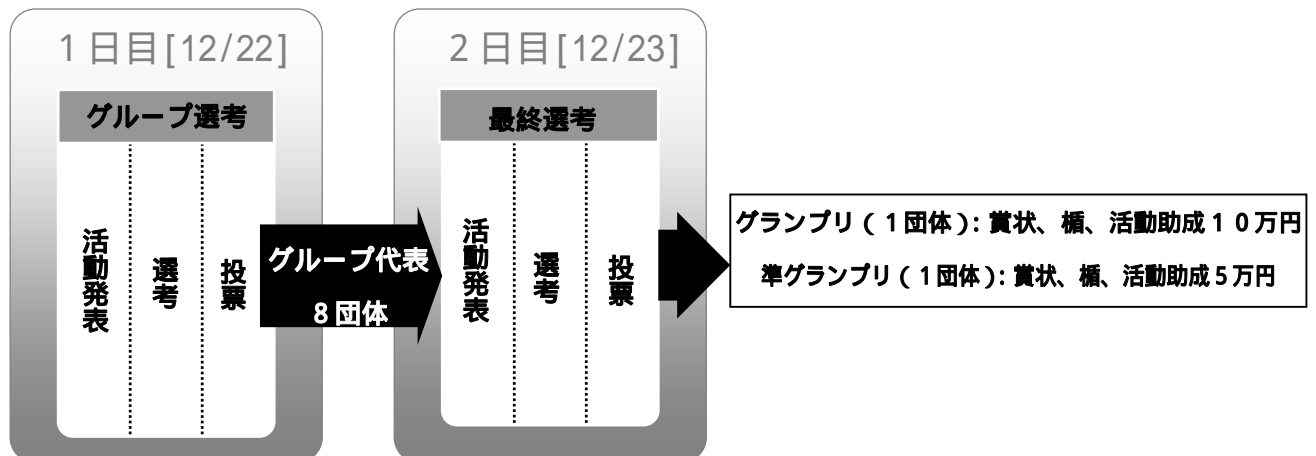 1日目[12/22]
グループ選考
活動発表
選考
投票
グループ代表
8団体
2日目[12/23]
最終選考
活動発表
選考
投票
グランプリ(1団体):賞状、楯、活動助成10万円
準グランプリ(1団体):賞状、楯、活動助成5万円